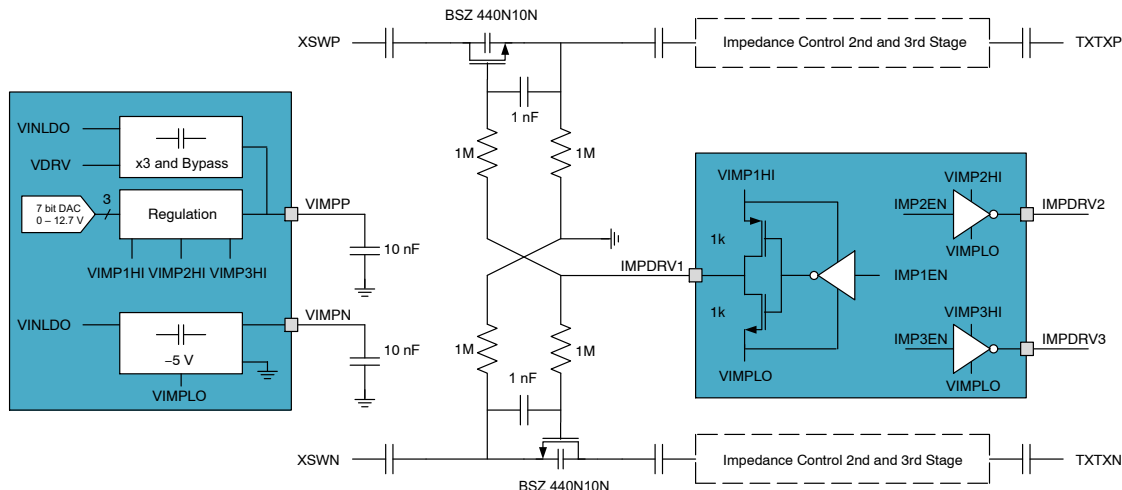 BSZ 440N10N
XSWP
Impedance Control 2nd and 3rd Stage
TXTXP
1 nF
1M
1M
VINLDO
VDRV
x3 and Bypass
7 bit DAC
0 – 12.7 V
3
Regulation
VIMPP
10 nF
VIMP1HI
VIMP2HI
VIMP3HI
VINLDO
–5 V
VIMPN
10 nF
VIMPLO
IMPDRV1
VIMP1HI
1k
1k
VIMPLO
IMP1EN
VIMP2HI
IMP2EN
VIMPLO
IMPDRV2
VIMP3HI
IMP3EN
VIMPLO
IMPDRV3
1M
1M
1 nF
XSWN
Impedance Control 2nd and 3rd Stage
TXTXN
BSZ 440N10N